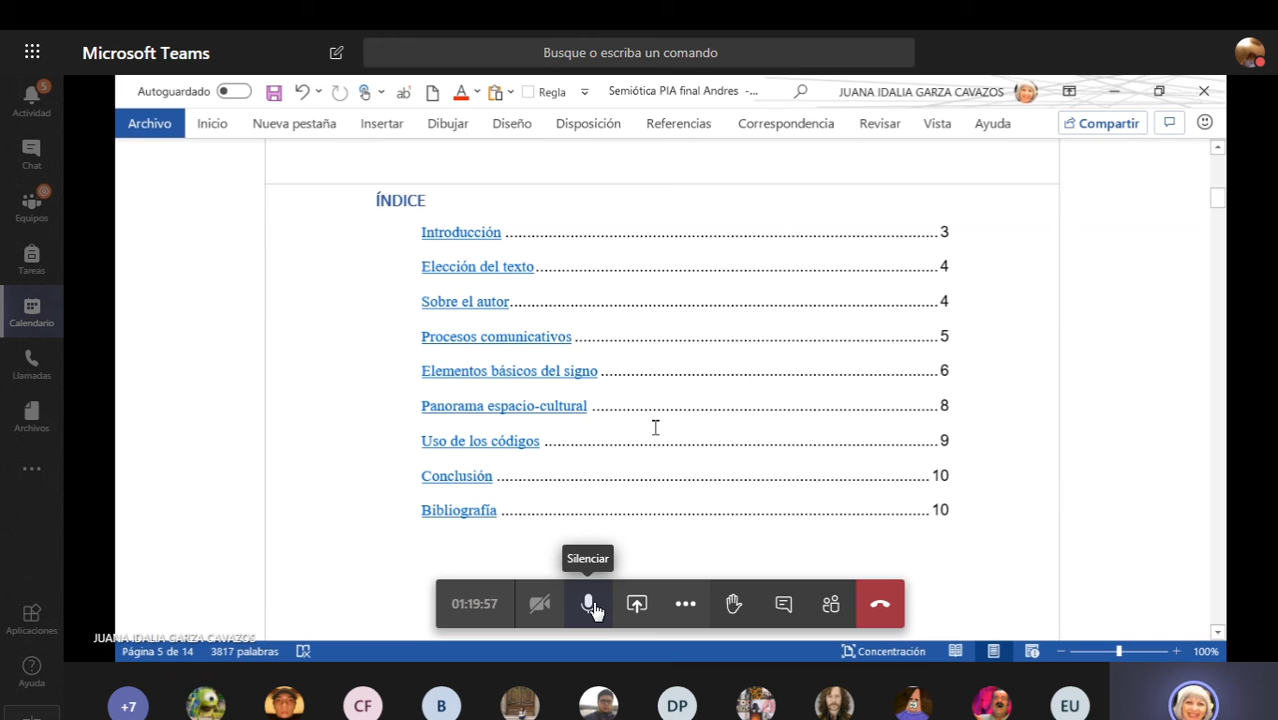 Microsoft Teams
Busque o escriba un comando
Autoguardado
ab
A
Regla
Semiótica PIA final Andres -...
JUANA IDALIA GARZA CAVAZOS
Archivo Inicio Nueva pestaña Insertar Dibujar Diseño Disposición Referencias Correspondencia Revisar Vista Ayuda Compartir
5
Actividad
Chat
@
Equipos
Tareas
Calendario
Llamadas
Archivos
Aplicaciones
Ayuda
ÍNDICE
Introducción ........ 3
Elección del texto ........ 4
Sobre el autor ........ 4
Procesos comunicativos ........ 5
Elementos básicos del signo ........ 6
Panorama espacio-cultural ........ 8
Uso de los códigos ........ 9
Conclusión ........ 10
Bibliografía ........ 10
Silenciar
01:19:57
JUANA IDALIA GARZA CAVAZOS
Página 5 de 14 3817 palabras Concentración 100%
+7 CF B DP EU